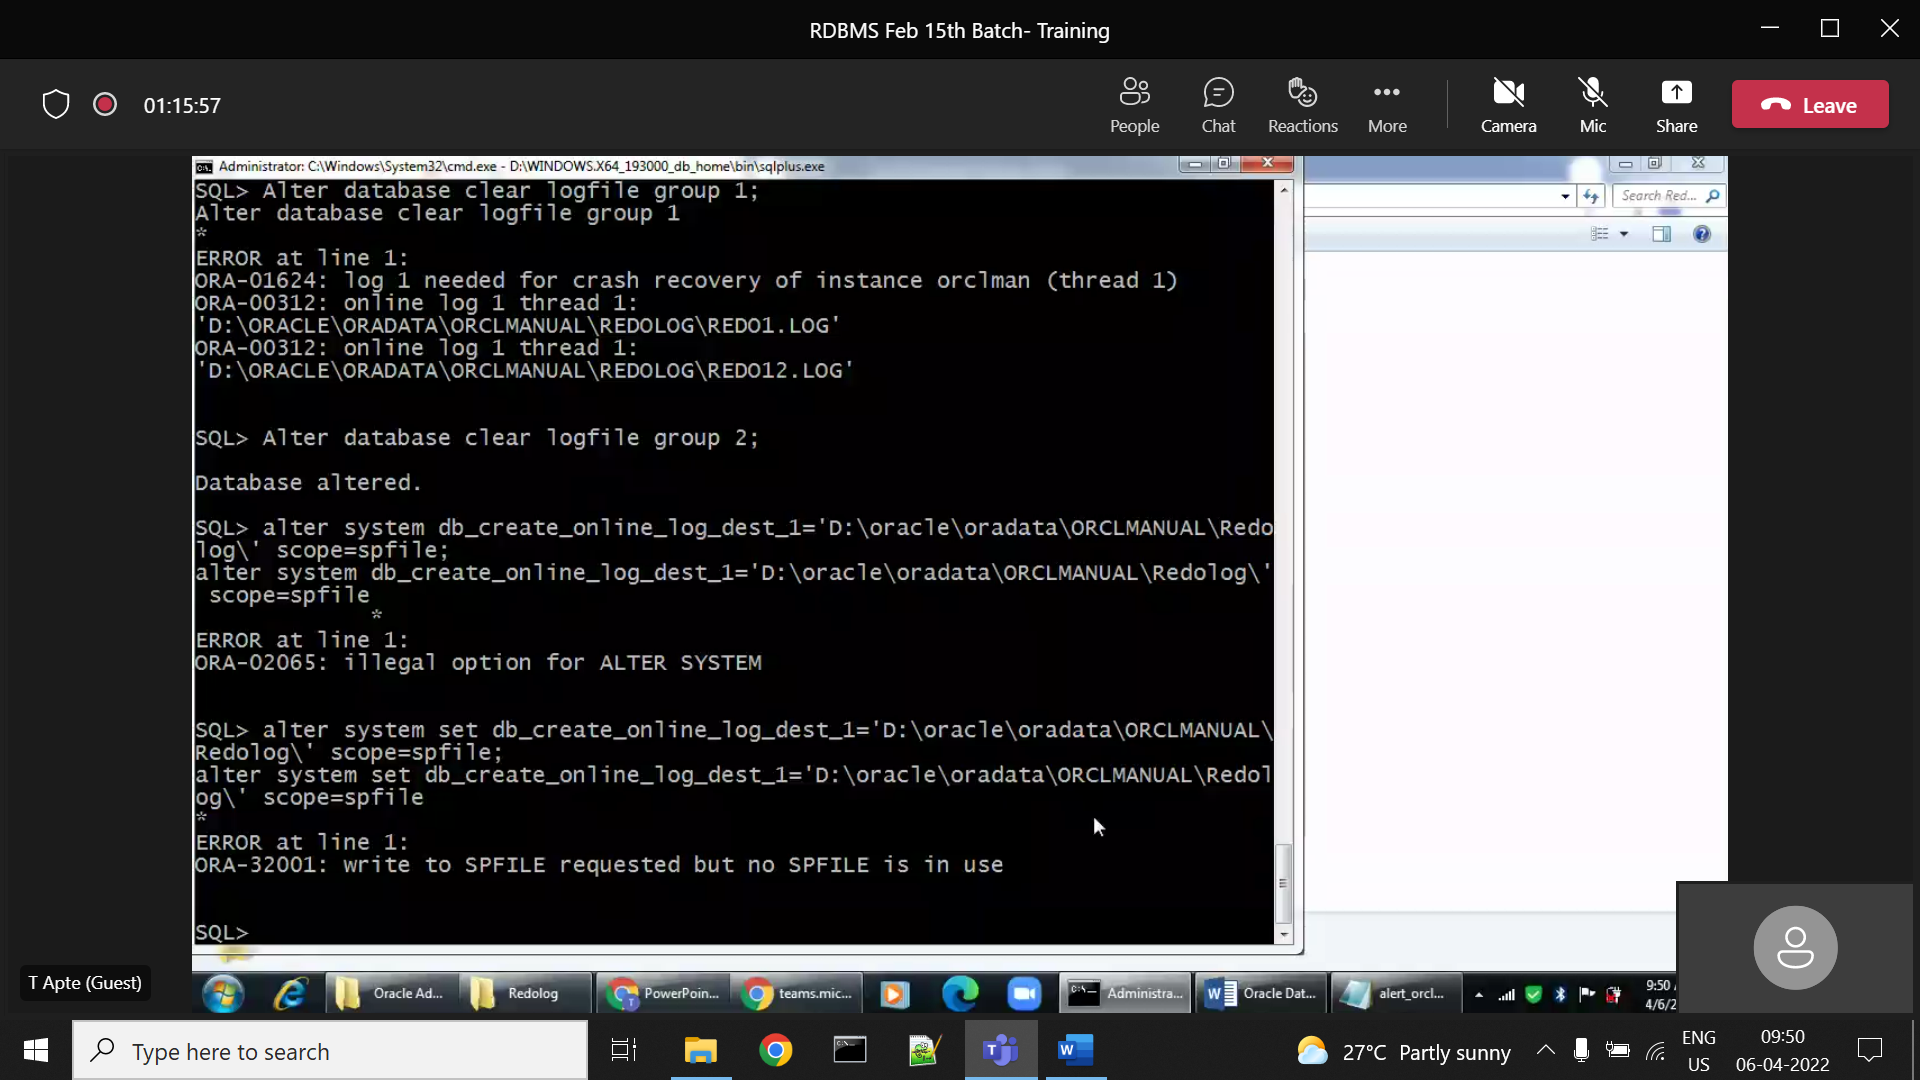 RDBMS Feb 15th Batch- Training
01:15:57
People
Chat
Reactions
More
Camera
Mic
Share
Leave
Administrator: C:\Windows\System32\cmd.exe - D:\WINDOWS.X64_193000_db_home\bin\sqlplus.exe
Search Red...
SQL> Alter database clear logfile group 1;
Alter database clear logfile group 1
*
ERROR at line 1:
ORA-01624: log 1 needed for crash recovery of instance orclman (thread 1)
ORA-00312: online log 1 thread 1:
'D:\ORACLE\ORADATA\ORCLMANUAL\REDOLOG\REDO1.LOG'
ORA-00312: online log 1 thread 1:
'D:\ORACLE\ORADATA\ORCLMANUAL\REDOLOG\REDO12.LOG'
SQL> Alter database clear logfile group 2;
Database altered.
SQL> alter system db_create_online_log_dest_1='D:\oracle\oradata\ORCLMANUAL\Redo
log\' scope=spfile;
alter system db_create_online_log_dest_1='D:\oracle\oradata\ORCLMANUAL\Redolog\'
scope=spfile
*
ERROR at line 1:
ORA-02065: illegal option for ALTER SYSTEM
SQL> alter system set db_create_online_log_dest_1='D:\oracle\oradata\ORCLMANUAL\
Redolog\' scope=spfile;
alter system set db_create_online_log_dest_1='D:\oracle\oradata\ORCLMANUAL\Redol
og\' scope=spfile
*
ERROR at line 1:
ORA-32001: write to SPFILE requested but no SPFILE is in use
SQL>
T Apte (Guest)
Oracle Ad...
Redolog
PowerPoin...
teams.mic...
Administra...
Oracle Dat...
alert_orcl...
9:50
4/6/2
Type here to search
27°C Partly sunny
ENG
US
09:50
06-04-2022